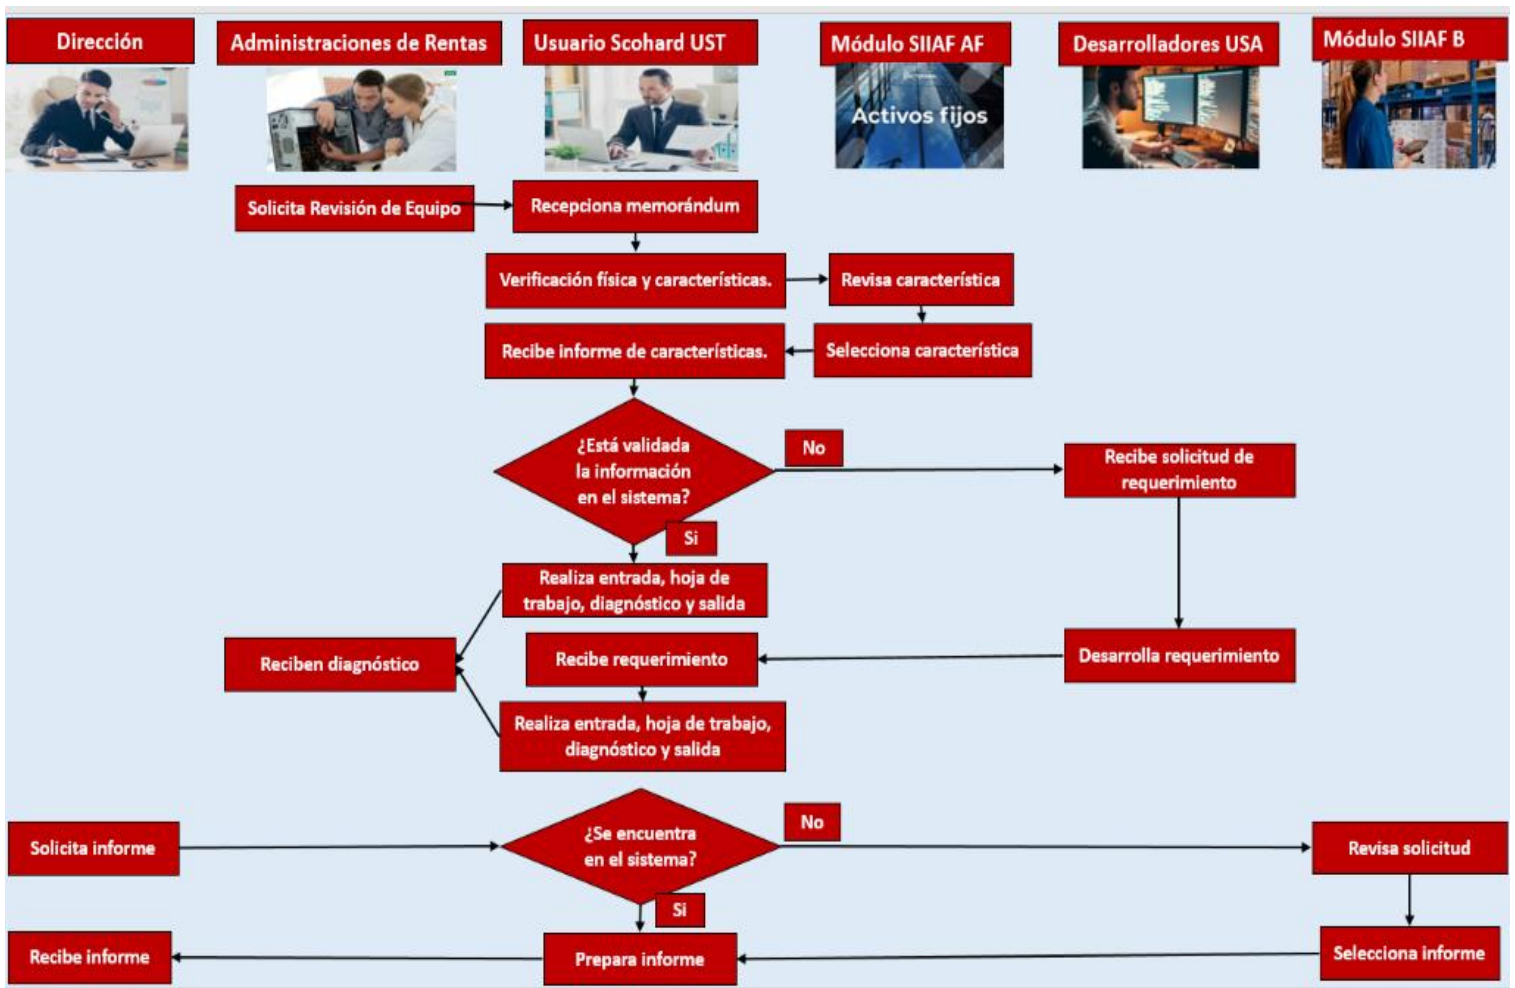 Dirección
Administraciones de Rentas
Usuario Scohard UST
Módulo SIIAF AF
Desarrolladores USA
Módulo SIIAF B
Activos fijos
Solicita Revisión de Equipo
Recepciona memorándum
Verificación física y características.
Revisa característica
Recibe informe de características.
Selecciona característica
¿Está validada
la información
en el sistema?
No
Recibe solicitud de
requerimiento
Si
Realiza entrada, hoja de
trabajo, diagnóstico y salida
Reciben diagnóstico
Recibe requerimiento
Desarrolla requerimiento
Realiza entrada, hoja de trabajo,
diagnóstico y salida
Solicita informe
¿Se encuentra
en el sistema?
No
Revisa solicitud
Si
Recibe informe
Prepara informe
Selecciona informe